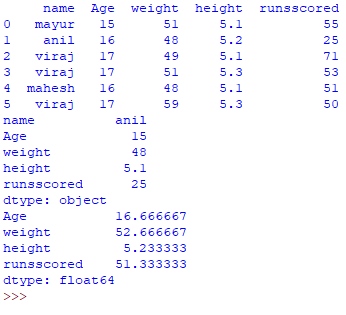 name  Age  weight  height  runsscored
0   mayur   15      51     5.1          55
1    anil   16      48     5.2          25
2   viraj   17      49     5.1          71
3   viraj   17      51     5.3          53
4  mahesh   16      48     5.1          51
5   viraj   17      59     5.3          50
name          anil
Age             15
weight          48
height         5.1
runsscored      25
dtype: object
Age           16.666667
weight        52.666667
height         5.233333
runsscored    51.333333
dtype: float64
>>>